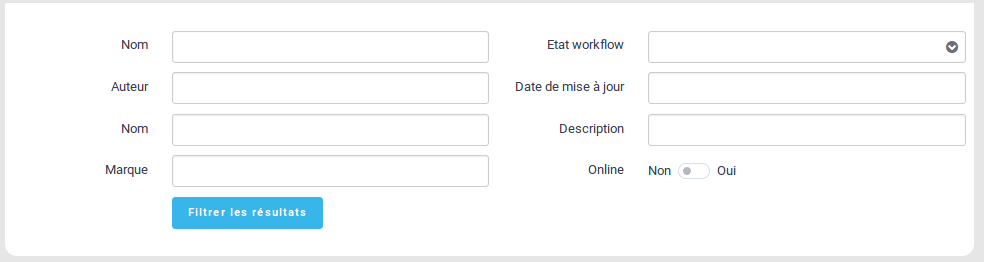 Nom
Etat workflow
Auteur
Date de mise à jour
Nom
Description
Marque
Online
Non Oui
Filtrer les résultats